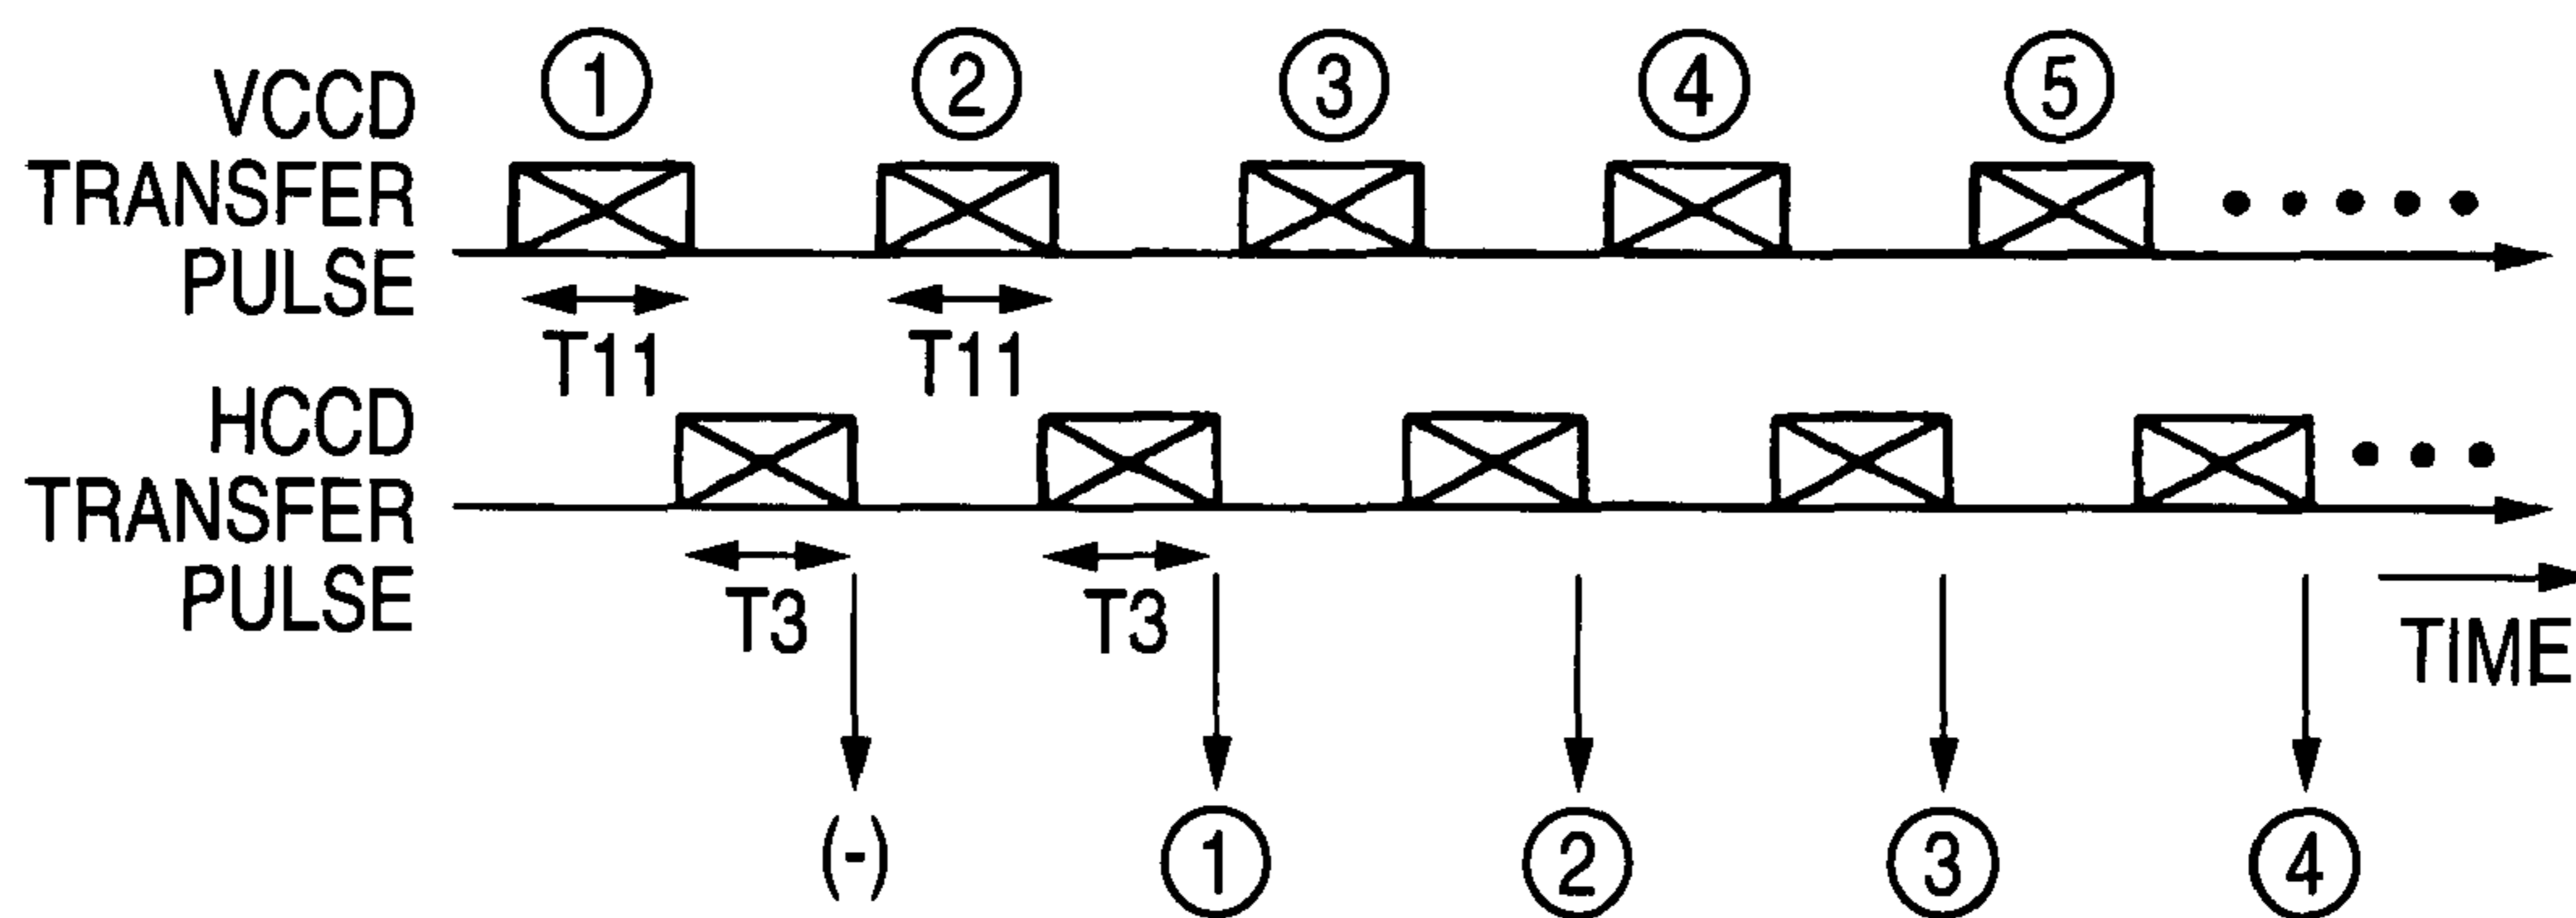 ① ② ③ ④ ⑤
VCCD
TRANSFER
PULSE
T11 T11
HCCD
TRANSFER
PULSE
T3 T3
TIME
(-) ① ② ③ ④